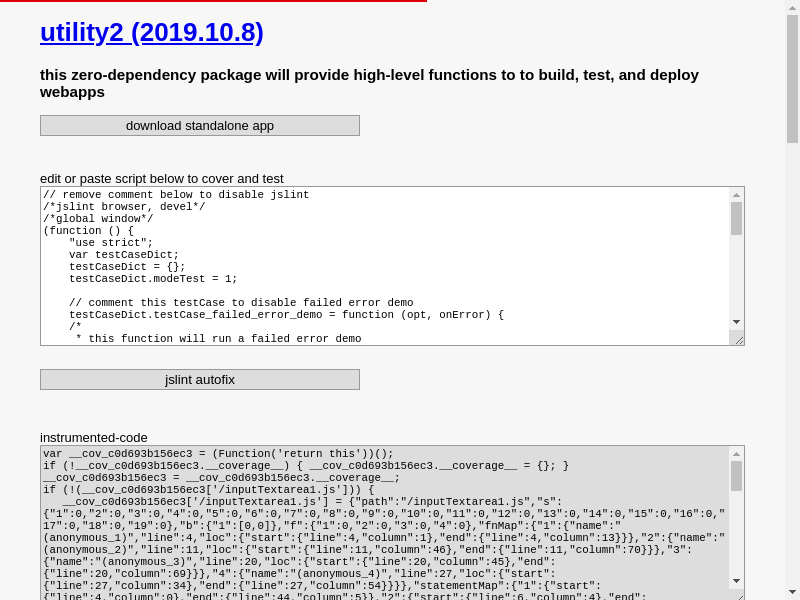 utility2 (2019.10.8)
this zero-dependency package will provide high-level functions to to build, test, and deploy
webapps
download standalone app
edit or paste script below to cover and test
// remove comment below to disable jslint
/*jslint browser, devel*/
/*global window*/
(function () {
    "use strict";
    var testCaseDict;
    testCaseDict = {};
    testCaseDict.modeTest = 1;

    // comment this testCase to disable failed error demo
    testCaseDict.testCase_failed_error_demo = function (opt, onError) {
    /*
     * this function will run a failed error demo
jslint autofix
instrumented-code
var __cov_c0d693b156ec3 = (Function('return this'))();
if (!__cov_c0d693b156ec3.__coverage__) { __cov_c0d693b156ec3.__coverage__ = {}; }
__cov_c0d693b156ec3 = __cov_c0d693b156ec3.__coverage__;
if (!(__cov_c0d693b156ec3['/inputTextarea1.js'])) {
   __cov_c0d693b156ec3['/inputTextarea1.js'] = {"path":"/inputTextarea1.js","s":
{"1":0,"2":0,"3":0,"4":0,"5":0,"6":0,"7":0,"8":0,"9":0,"10":0,"11":0,"12":0,"13":0,"14":0,"15":0,"16":0,"
17":0,"18":0,"19":0},"b":{"1":[0,0]},"f":{"1":0,"2":0,"3":0,"4":0},"fnMap":{"1":{"name":"
(anonymous_1)","line":4,"loc":{"start":{"line":4,"column":1},"end":{"line":4,"column":13}}},"2":{"name":"
(anonymous_2)","line":11,"loc":{"start":{"line":11,"column":46},"end":{"line":11,"column":70}}},"3":
{"name":"(anonymous_3)","line":20,"loc":{"start":{"line":20,"column":45},"end":
{"line":20,"column":69}}},"4":{"name":"(anonymous_4)","line":27,"loc":{"start":
{"line":27,"column":34},"end":{"line":27,"column":54}}}},"statementMap":{"1":{"start":
{"line":4,"column":0},"end":{"line":44,"column":5}},"2":{"start":{"line":6,"column":4},"end":